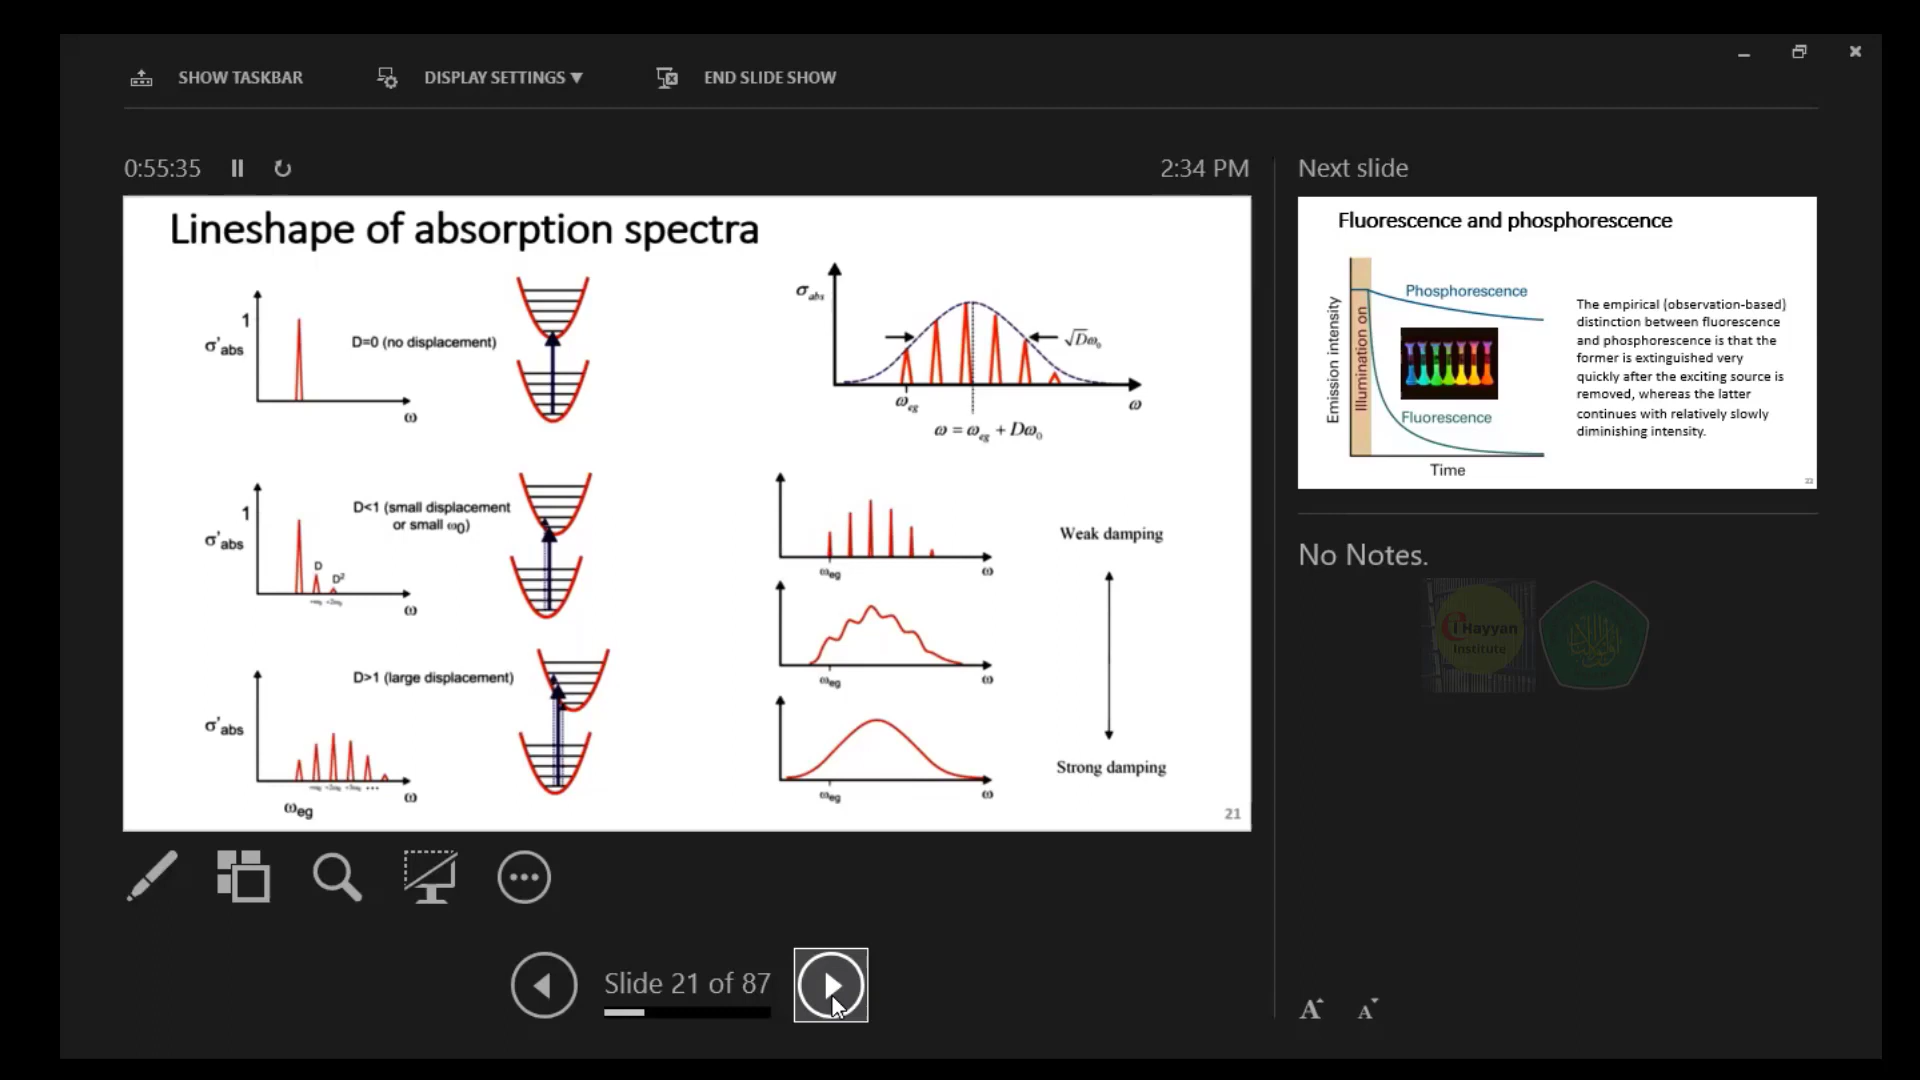 SHOW TASKBAR
DISPLAY SETTINGS ▼
END SLIDE SHOW
0:55:35
2:34 PM
Next slide
Lineshape of absorption spectra
1
σ'abs
D=0 (no displacement)
ω
σabs
√Dω0
ωeg
ω
ω = ωeg + Dω0
1
σ'abs
D<1 (small displacement
or small ω0)
D
D²
ω
Weak damping
ωeg
ω
ωeg
ω
σ'abs
D>1 (large displacement)
...
ω
ωeg
Strong damping
ωeg
ω
21
Fluorescence and phosphorescence
Emission intensity
Illumination on
Phosphorescence
Fluorescence
Time
The empirical (observation-based)
distinction between fluorescence
and phosphorescence is that the
former is extinguished very
quickly after the exciting source is
removed, whereas the latter
continues with relatively slowly
diminishing intensity.
22
No Notes.
Hayyan
Institute
Slide 21 of 87
A
A